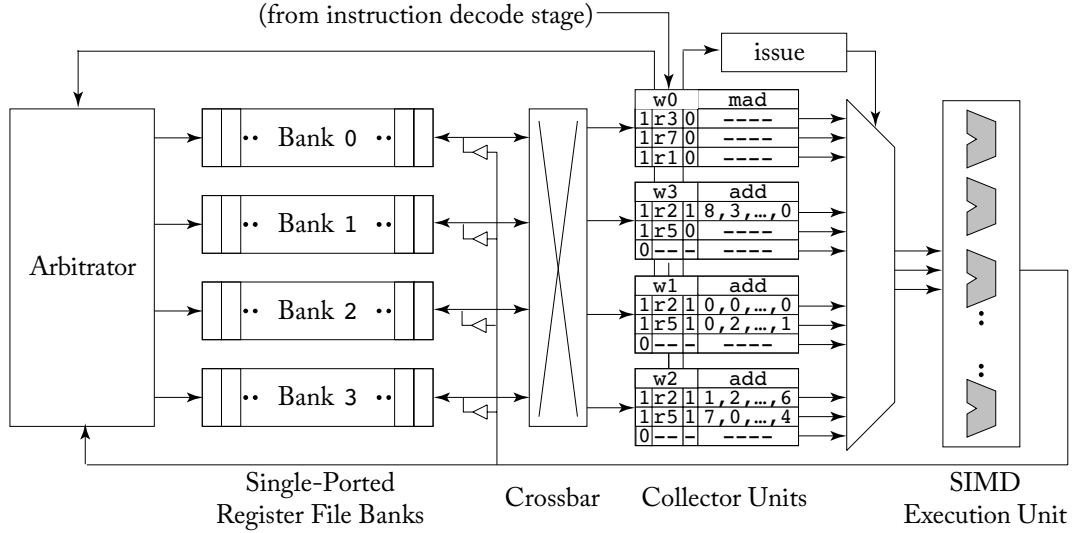 (from instruction decode stage)
issue
Arbitrator
Bank 0
Bank 1
Bank 2
Bank 3
w0 mad
1 r3 0 ----
1 r7 0 ----
1 r1 0 ----
w3 add
1 r2 1 8,3,…,0
1 r5 0 ----
0 -- - ----
w1 add
1 r2 1 0,0,…,0
1 r5 1 0,2,…,1
0 -- - ----
w2 add
1 r2 1 1,2,…,6
1 r5 1 7,0,…,4
0 -- - ----
Single-Ported
Register File Banks
Crossbar
Collector Units
SIMD
Execution Unit